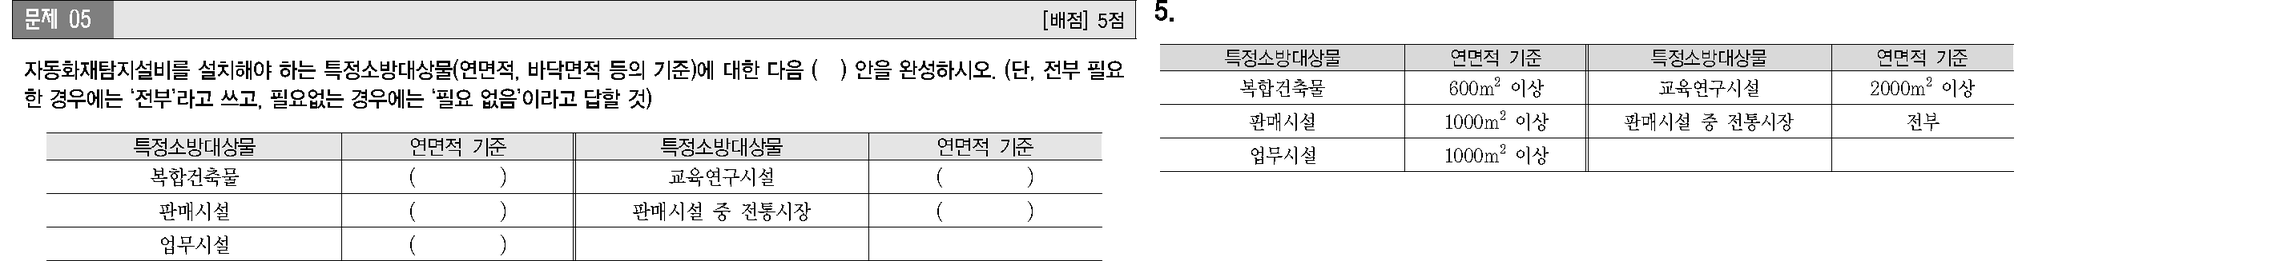 문제 05
[배점] 5점
자동화재탐지설비를 설치해야 하는 특정소방대상물(연면적, 바닥면적 등의 기준)에 대한 다음 (   ) 안을 완성하시오. (단, 전부 필요
한 경우에는 ‘전부’라고 쓰고, 필요없는 경우에는 ‘필요 없음’이라고 답할 것)
특정소방대상물 연면적 기준 특정소방대상물 연면적 기준
복합건축물 (   ) 교육연구시설 (   )
판매시설 (   ) 판매시설 중 전통시장 (   )
업무시설 (   )
5.
특정소방대상물 연면적 기준 특정소방대상물 연면적 기준
복합건축물 600m² 이상 교육연구시설 2000m² 이상
판매시설 1000m² 이상 판매시설 중 전통시장 전부
업무시설 1000m² 이상